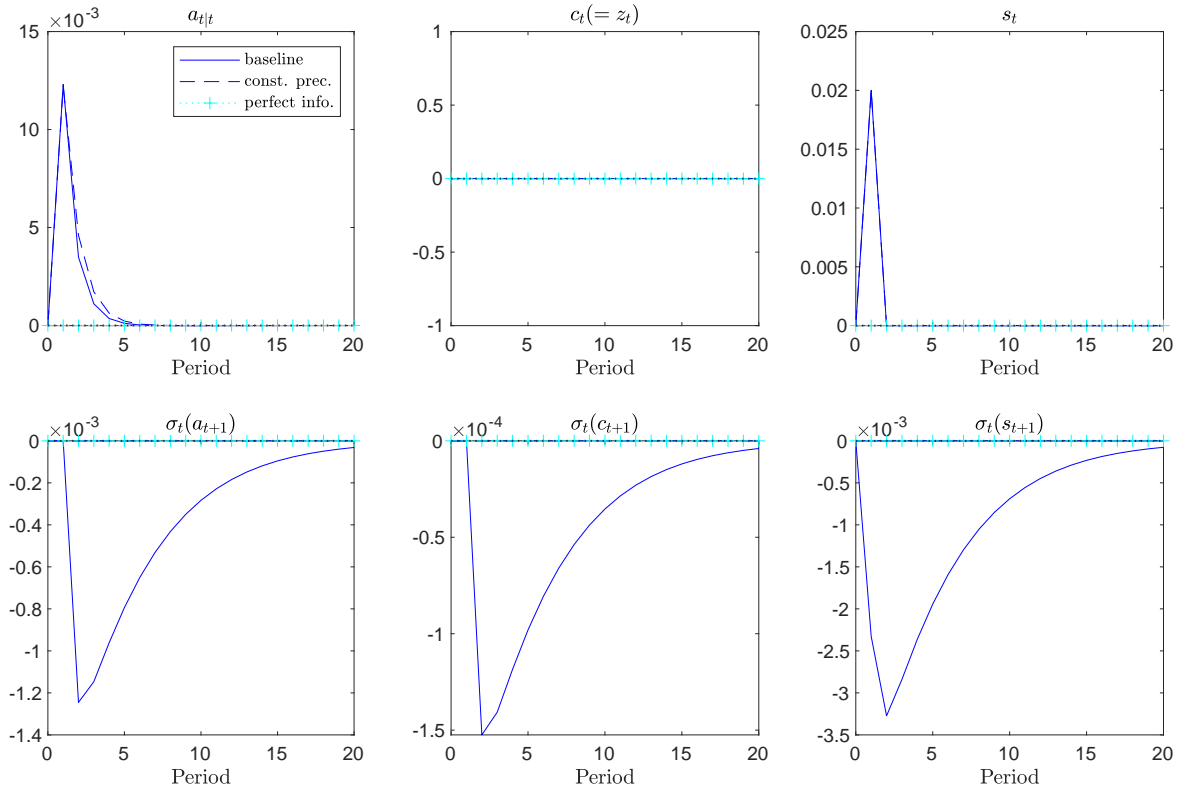 ×10⁻³
a_{t|t}
15
10
5
0
baseline
const. prec.
perfect info.
0 5 10 15 20
Period
c_t(= z_t)
1
0.5
0
-0.5
-1
0 5 10 15 20
Period
s_t
0.025
0.02
0.015
0.01
0.005
0
0 5 10 15 20
Period
×10⁻³
σ_t(a_{t+1})
0
-0.2
-0.4
-0.6
-0.8
-1
-1.2
-1.4
0 5 10 15 20
Period
×10⁻⁴
σ_t(c_{t+1})
0
-0.5
-1
-1.5
0 5 10 15 20
Period
×10⁻³
σ_t(s_{t+1})
0
-0.5
-1
-1.5
-2
-2.5
-3
-3.5
0 5 10 15 20
Period